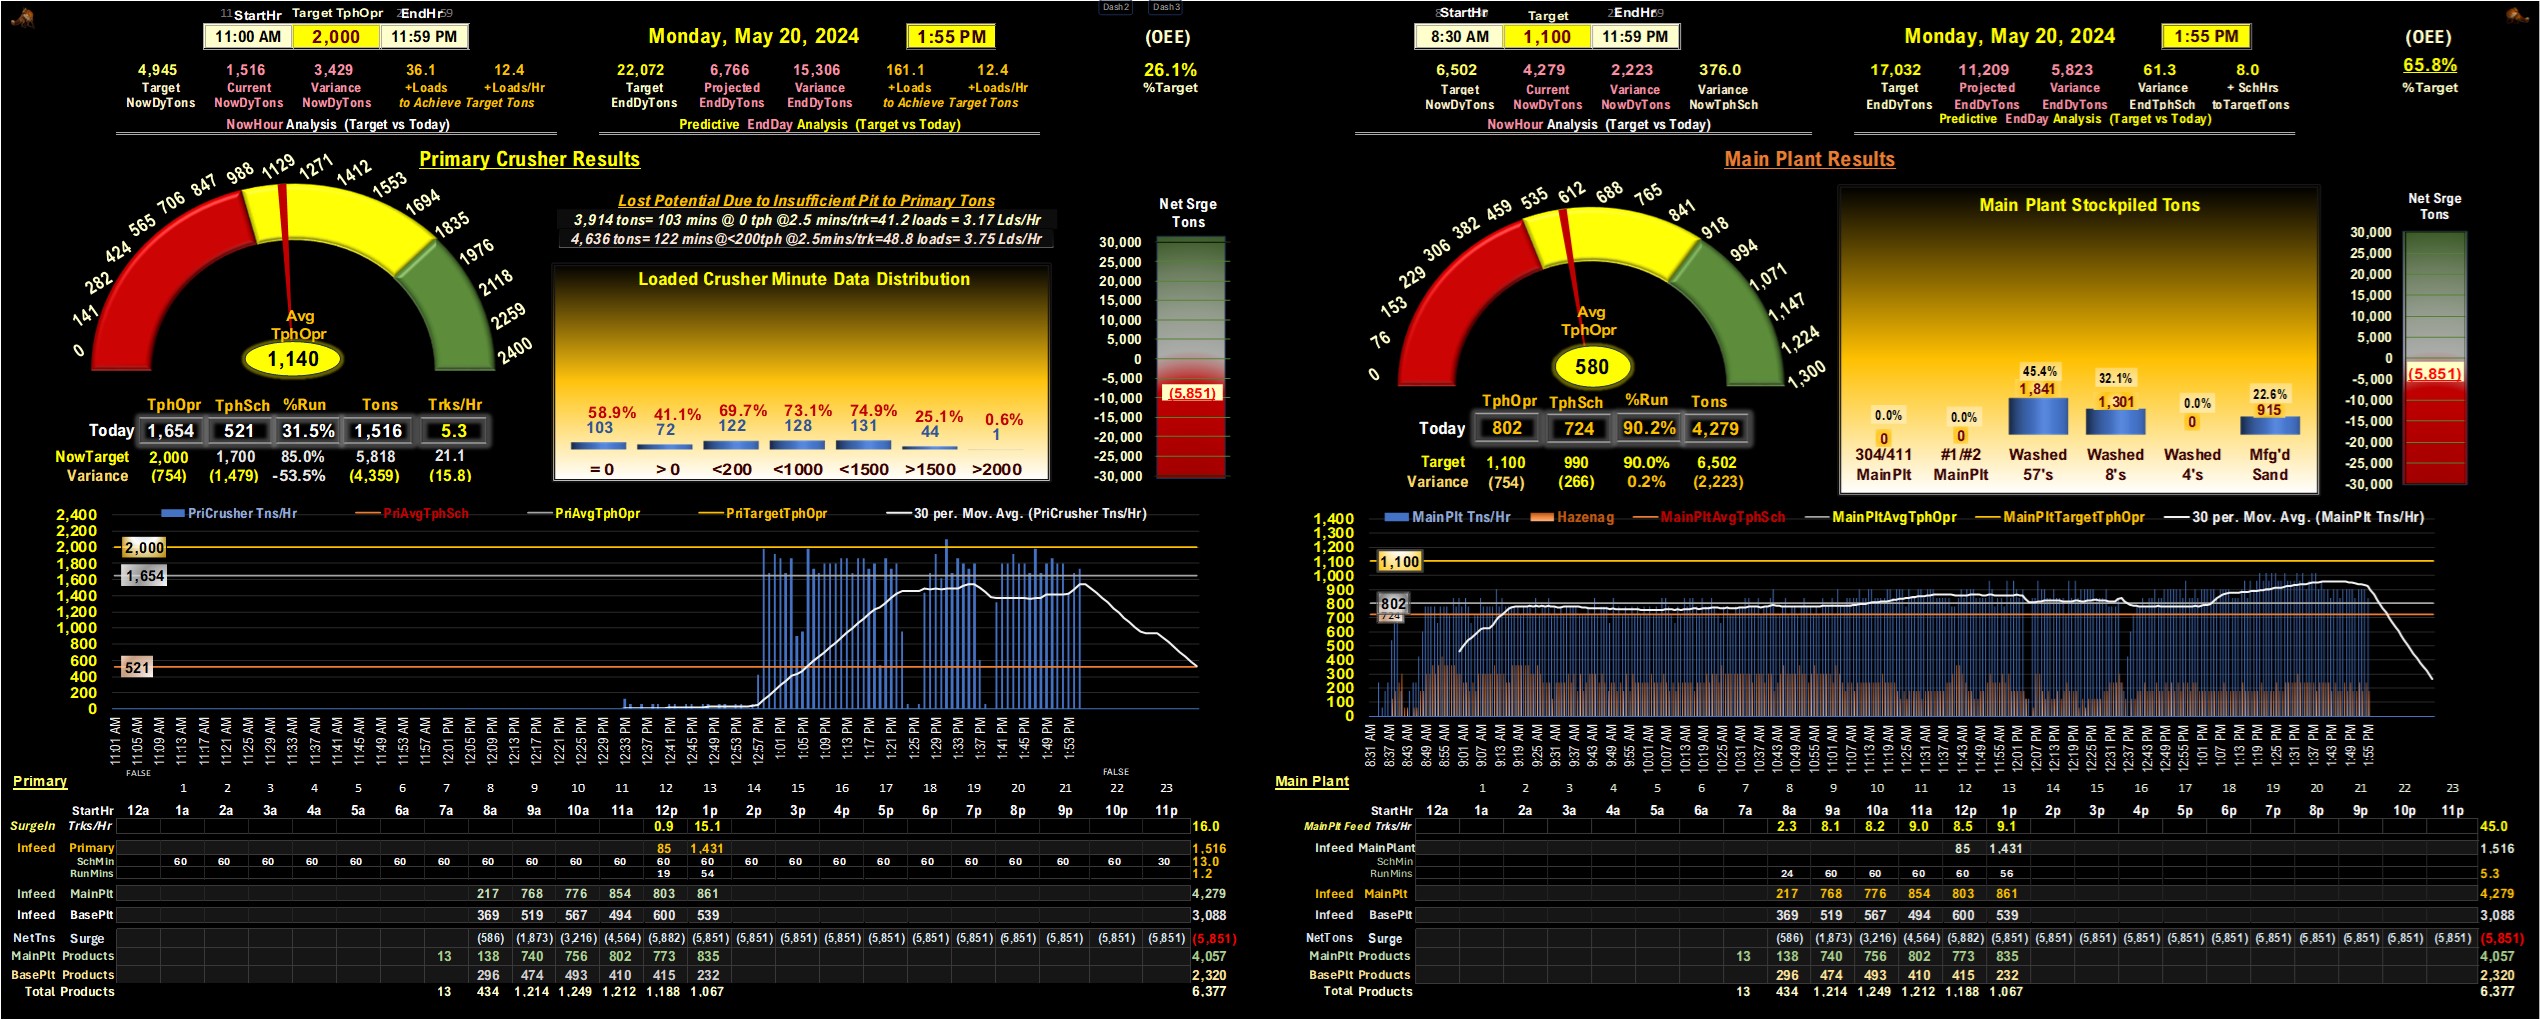 StartHr Target TphOpr EndHr
11:00 AM 2,000 11:59 PM
Monday, May 20, 2024 1:55 PM
Dash2 Dash3
(OEE)
26.1%
%Target
4,945 1,516 3,429 36.1 12.4
Target Current Variance +Loads +Loads/Hr
NowDyTons NowDyTons NowDyTons to Achieve Target Tons
NowHour Analysis (Target vs Today)
22,072 6,766 15,306 161.1 12.4
Target Projected Variance +Loads +Loads/Hr
EndDyTons EndDyTons EndDyTons to Achieve Target Tons
Predictive EndDay Analysis (Target vs Today)
Primary Crusher Results
0 141 282 424 565 706 847 988 1129 1271 1412 1553 1694 1835 1976 2118 2259 2400
Avg
TphOpr
1,140
Lost Potential Due to Insufficient Pit to Primary Tons
3,914 tons= 103 mins @ 0 tph @2.5 mins/trk=41.2 loads = 3.17 Lds/Hr
4,636 tons= 122 mins@<200tph @2.5mins/trk=48.8 loads= 3.75 Lds/Hr
Loaded Crusher Minute Data Distribution
58.9% 41.1% 69.7% 73.1% 74.9% 25.1% 0.6%
103 72 122 128 131 44 1
= 0 > 0 <200 <1000 <1500 >1500 >2000
Net Srge
Tons
30,000
25,000
20,000
15,000
10,000
5,000
0
-5,000
(5,851)
-10,000
-15,000
-20,000
-25,000
-30,000
TphOpr TphSch %Run Tons Trks/Hr
Today 1,654 521 31.5% 1,516 5.3
NowTarget 2,000 1,700 85.0% 5,818 21.1
Variance (754) (1,479) -53.5% (4,359) (15.8)
PriCrusher Tns/Hr PriAvgTphSch PriAvgTphOpr PriTargetTphOpr 30 per. Mov. Avg. (PriCrusher Tns/Hr)
2,400
2,200
2,000
1,800
1,600
1,400
1,200
1,000
800
600
400
200
0
2,000
1,654
521
11:01 AM 11:05 AM 11:09 AM 11:13 AM 11:17 AM 11:21 AM 11:25 AM 11:29 AM 11:33 AM 11:37 AM 11:41 AM 11:45 AM 11:49 AM 11:53 AM 11:57 AM 12:01 PM 12:05 PM 12:09 PM 12:13 PM 12:17 PM 12:21 PM 12:25 PM 12:29 PM 12:33 PM 12:37 PM 12:41 PM 12:45 PM 12:49 PM 12:53 PM 12:57 PM 1:01 PM 1:05 PM 1:09 PM 1:13 PM 1:17 PM 1:21 PM 1:25 PM 1:29 PM 1:33 PM 1:37 PM 1:41 PM 1:45 PM 1:49 PM 1:53 PM
FALSE FALSE
Primary 1 2 3 4 5 6 7 8 9 10 11 12 13 14 15 16 17 18 19 20 21 22 23
StartHr 12a 1a 2a 3a 4a 5a 6a 7a 8a 9a 10a 11a 12p 1p 2p 3p 4p 5p 6p 7p 8p 9p 10p 11p
SurgeIn Trks/Hr 0.9 15.1 16.0
Infeed Primary 85 1,431 1,516
SchMin 60 60 60 60 60 60 60 60 60 60 60 60 60 60 60 60 60 60 60 60 60 60 30 13.0
RunMins 19 54 1.2
Infeed MainPlt 217 768 776 854 803 861 4,279
Infeed BasePlt 369 519 567 494 600 539 3,088
NetTns Surge (586) (1,873) (3,216) (4,564) (5,882) (5,851) (5,851) (5,851) (5,851) (5,851) (5,851) (5,851) (5,851) (5,851) (5,851) (5,851) (5,851)
MainPlt Products 13 138 740 756 802 773 835 4,057
BasePlt Products 296 474 493 410 415 232 2,320
Total Products 13 434 1,214 1,249 1,212 1,188 1,067 6,377
StartHr Target EndHr
8:30 AM 1,100 11:59 PM
Monday, May 20, 2024 1:55 PM
(OEE)
65.8%
%Target
6,502 4,279 2,223 376.0
Target Current Variance Variance
NowDyTons NowDyTons NowDyTons NowTphSch
NowHour Analysis (Target vs Today)
17,032 11,209 5,823 61.3 8.0
Target Projected Variance Variance + SchHrs
EndDyTons EndDyTons EndDyTons EndTphSch toTargetTons
Predictive EndDay Analysis (Target vs Today)
Main Plant Results
0 76 153 229 306 382 459 535 612 688 765 841 918 994 1,071 1,147 1,224 1,300
Avg
TphOpr
580
Main Plant Stockpiled Tons
0.0% 0.0% 45.4% 32.1% 0.0% 22.6%
0 0 1,841 1,301 0 915
304/411 #1/#2 Washed Washed Washed Mfg'd
MainPlt MainPlt 57's 8's 4's Sand
Net Srge
Tons
30,000
25,000
20,000
15,000
10,000
5,000
0
(5,851)
-5,000
-10,000
-15,000
-20,000
-25,000
-30,000
TphOpr TphSch %Run Tons
Today 802 724 90.2% 4,279
Target 1,100 990 90.0% 6,502
Variance (754) (266) 0.2% (2,223)
MainPlt Tns/Hr Hazenag MainPltAvgTphSch MainPltAvgTphOpr MainPltTargetTphOpr 30 per. Mov. Avg. (MainPlt Tns/Hr)
1,400
1,300
1,200
1,100
1,000
900
800
700
600
500
400
300
200
100
0
1,100
802
724
8:31 AM 8:37 AM 8:43 AM 8:49 AM 8:55 AM 9:01 AM 9:07 AM 9:13 AM 9:19 AM 9:25 AM 9:31 AM 9:37 AM 9:43 AM 9:49 AM 9:55 AM 10:01 AM 10:07 AM 10:13 AM 10:19 AM 10:25 AM 10:31 AM 10:37 AM 10:43 AM 10:49 AM 10:55 AM 11:01 AM 11:07 AM 11:13 AM 11:19 AM 11:25 AM 11:31 AM 11:37 AM 11:43 AM 11:49 AM 11:55 AM 12:01 PM 12:07 PM 12:13 PM 12:19 PM 12:25 PM 12:31 PM 12:37 PM 12:43 PM 12:49 PM 12:55 PM 1:01 PM 1:07 PM 1:13 PM 1:19 PM 1:25 PM 1:31 PM 1:37 PM 1:43 PM 1:49 PM 1:55 PM
Main Plant 1 2 3 4 5 6 7 8 9 10 11 12 13 14 15 16 17 18 19 20 21 22 23
StartHr 12a 1a 2a 3a 4a 5a 6a 7a 8a 9a 10a 11a 12p 1p 2p 3p 4p 5p 6p 7p 8p 9p 10p 11p
MainPlt Feed Trks/Hr 2.3 8.1 8.2 9.0 8.5 9.1 45.0
Infeed MainPlant 85 1,431 1,516
SchMin
RunMins 24 60 60 60 60 56 5.3
Infeed MainPlt 217 768 776 854 803 861 4,279
Infeed BasePlt 369 519 567 494 600 539 3,088
NetTons Surge (586) (1,873) (3,216) (4,564) (5,882) (5,851) (5,851) (5,851) (5,851) (5,851) (5,851) (5,851) (5,851) (5,851) (5,851) (5,851) (5,851)
MainPlt Products 13 138 740 756 802 773 835 4,057
BasePlt Products 296 474 493 410 415 232 2,320
Total Products 13 434 1,214 1,249 1,212 1,188 1,067 6,377